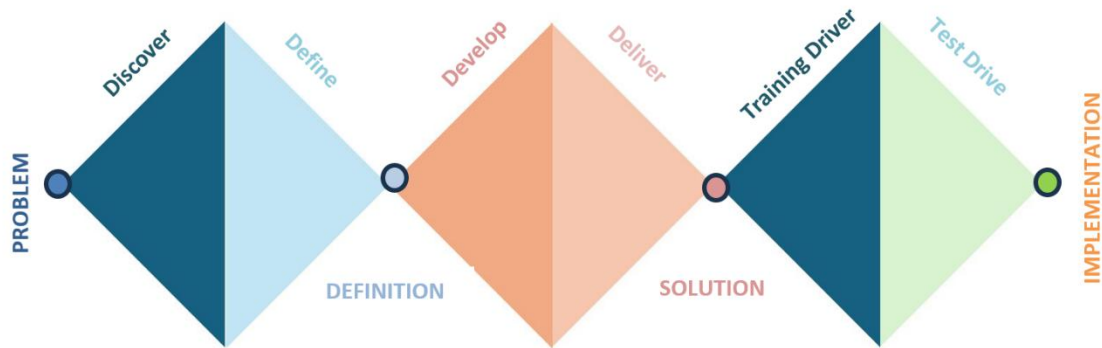 Discover
Define
Develop
Deliver
Training Driver
Test Drive
PROBLEM
DEFINITION
SOLUTION
IMPLEMENTATION